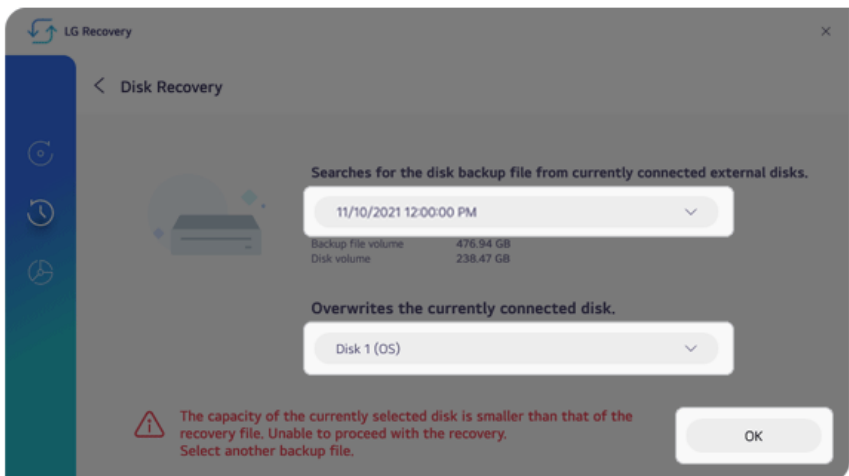 LG Recovery
Disk Recovery
Searches for the disk backup file from currently connected external disks.
11/10/2021 12:00:00 PM
Backup file volume 476.94 GB
Disk volume 238.47 GB
Overwrites the currently connected disk.
Disk 1 (OS)
The capacity of the currently selected disk is smaller than that of the
recovery file. Unable to proceed with the recovery.
Select another backup file.
OK